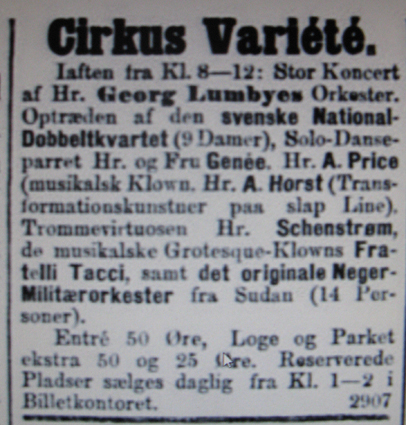 Cirkus Variété.
Iaften fra Kl. 8—12: Stor Koncert
af Hr. Georg Lumbyes Orkester.
Optræden af den svenske National-
Dobbeltkvartet (9 Damer), Solo-Danse-
parret Hr. og Fru Genée. Hr. A. Price
(musikalsk Klown. Hr. A. Horst (Trans-
formationskunstner paa slap Line).
Trommevirtuosen Hr. Schenstrøm,
de musikalske Grotesque-Klowns Fra-
telli Tacci, samt det originale Neger-
Militærorkester fra Sudan (14 Per-
soner).
Entré 50 Øre, Loge og Parket
ekstra 50 og 25 Øre. Reserverede
Pladser sælges daglig fra Kl. 1—2 i
Billetkontoret. 2907